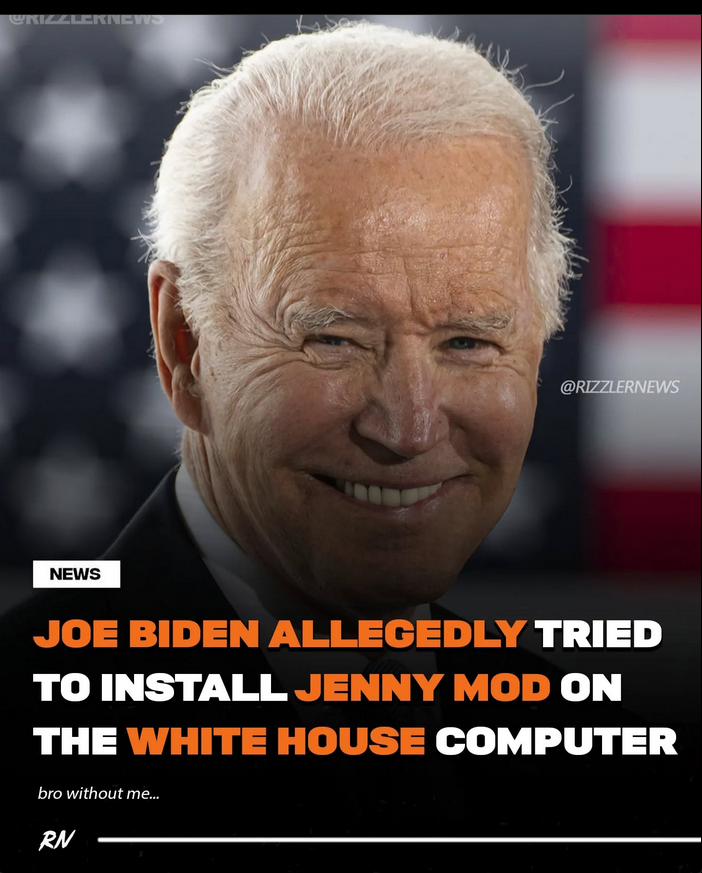 @RIZZLERNEWS
@RIZZLERNEWS
NEWS
JOE BIDEN ALLEGEDLY TRIED
TO INSTALL JENNY MOD ON
THE WHITE HOUSE COMPUTER
bro without me...
RN